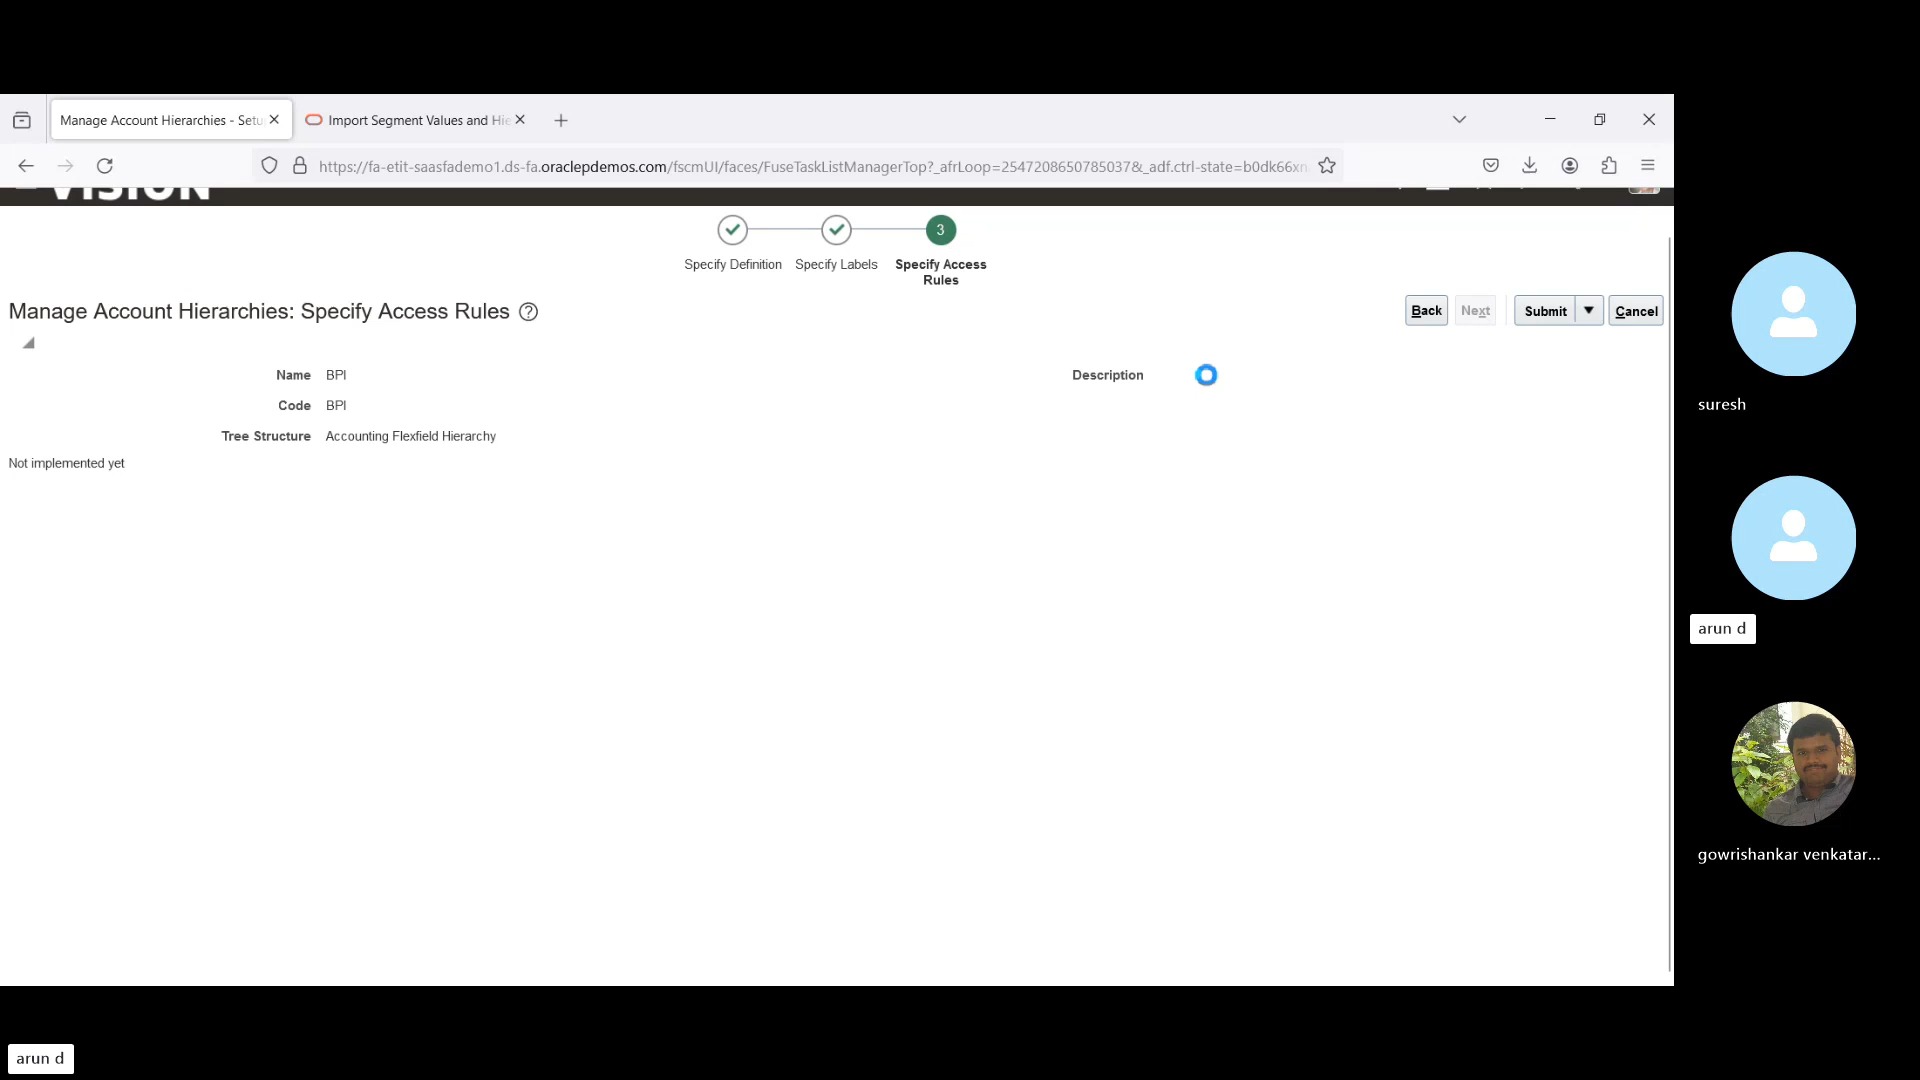 Manage Account Hierarchies - Setu
Import Segment Values and Hie
https://fa-etit-saasfademo1.ds-fa.oraclepdemos.com/fscmUI/faces/FuseTaskListManagerTop?_afrLoop=2547208650785037&_adf.ctrl-state=b0dk66xn
VISION
3
Specify Definition
Specify Labels
Specify Access
Rules
Manage Account Hierarchies: Specify Access Rules ?
Back
Next
Submit
Cancel
Name BPI
Description
Code BPI
Tree Structure Accounting Flexfield Hierarchy
Not implemented yet
suresh
arun d
gowrishankar venkatar...
arun d